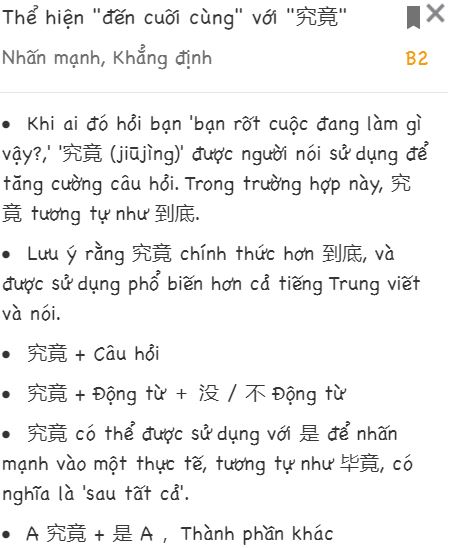 Thể hiện "đến cuối cùng" với "究竟"
Nhấn mạnh, Khẳng định
B2
• Khi ai đó hỏi bạn 'bạn rốt cuộc đang làm gì
vậy?,' '究竟 (jiūjìng)' được người nói sử dụng để
tăng cường câu hỏi. Trong trường hợp này, 究
竟 tương tự như 到底.
• Lưu ý rằng 究竟 chính thức hơn 到底, và
được sử dụng phổ biến hơn cả tiếng Trung viết
và nói.
• 究竟 + Câu hỏi
• 究竟 + Động từ + 没 / 不 Động từ
• 究竟 có thể được sử dụng với 是 để nhấn
mạnh vào một thực tế, tương tự như 毕竟, có
nghĩa là 'sau tất cả'.
• A 究竟 + 是 A ，Thành phần khác